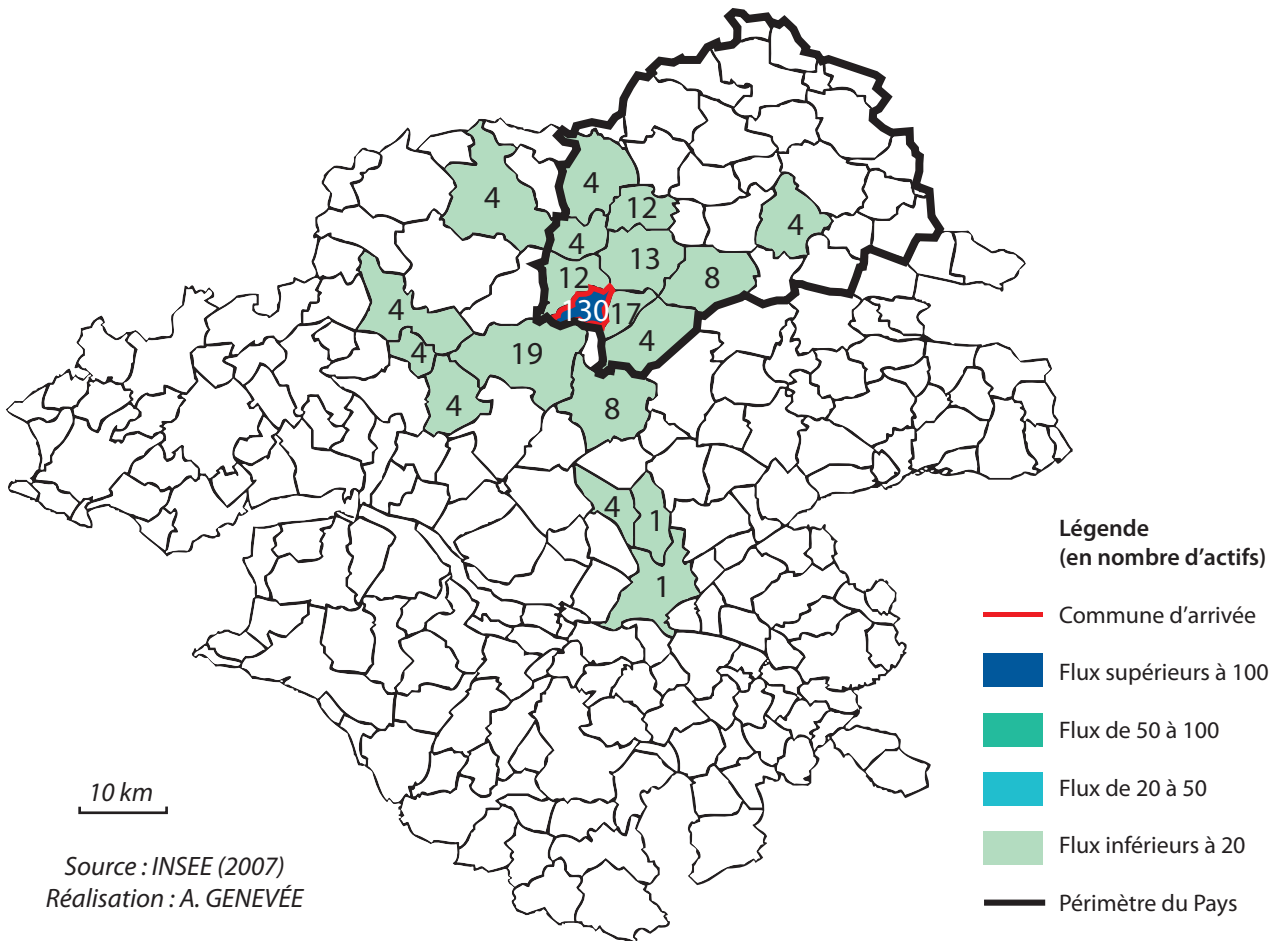 4
4
12
4
4
13
12
8
130
17
4
4
19
4
4
8
4
1
1
Légende
(en nombre d'actifs)
Commune d'arrivée
Flux supérieurs à 100
Flux de 50 à 100
Flux de 20 à 50
Flux inférieurs à 20
Périmètre du Pays
10 km
Source : INSEE (2007)
Réalisation : A. GENEVÉE